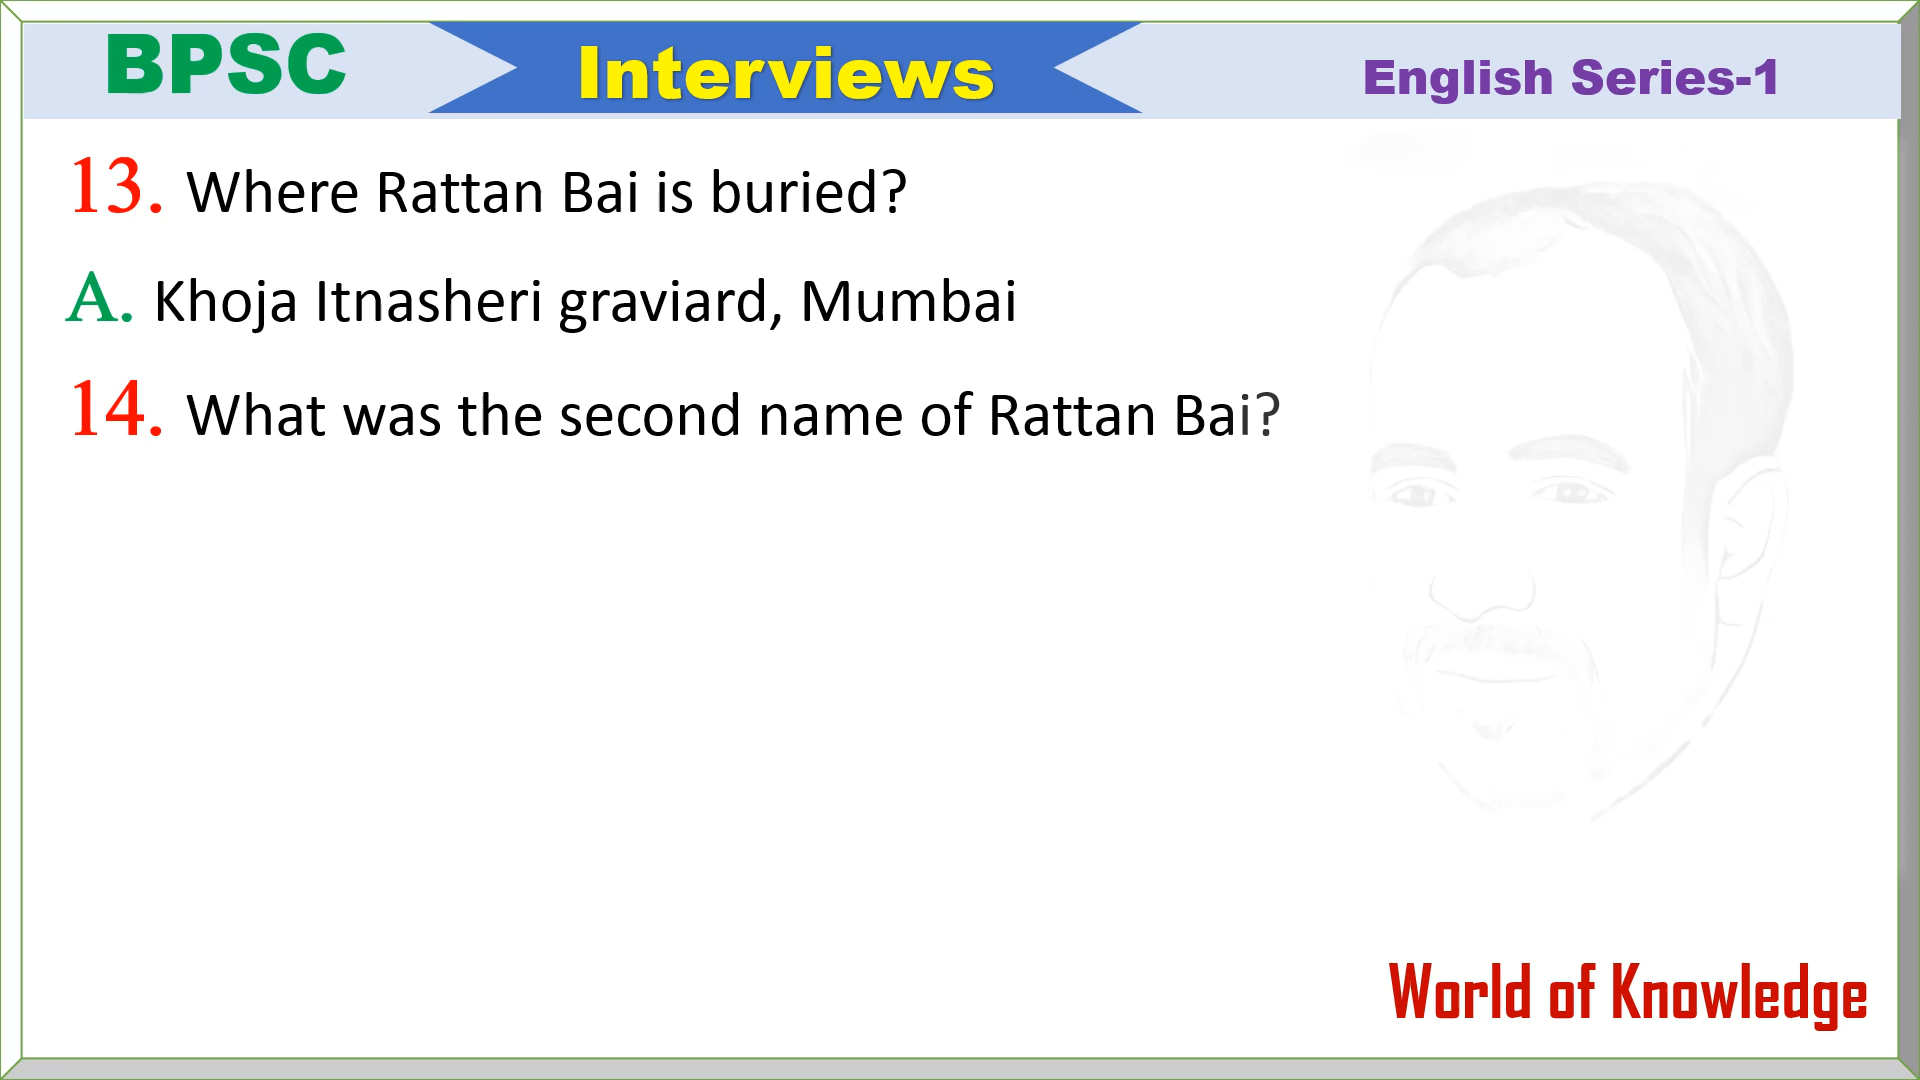 BPSC
Interviews
English Series-1
13. Where Rattan Bai is buried?
A. Khoja Itnasheri graviard, Mumbai
14. What was the second name of Rattan Bai?
World of Knowledge